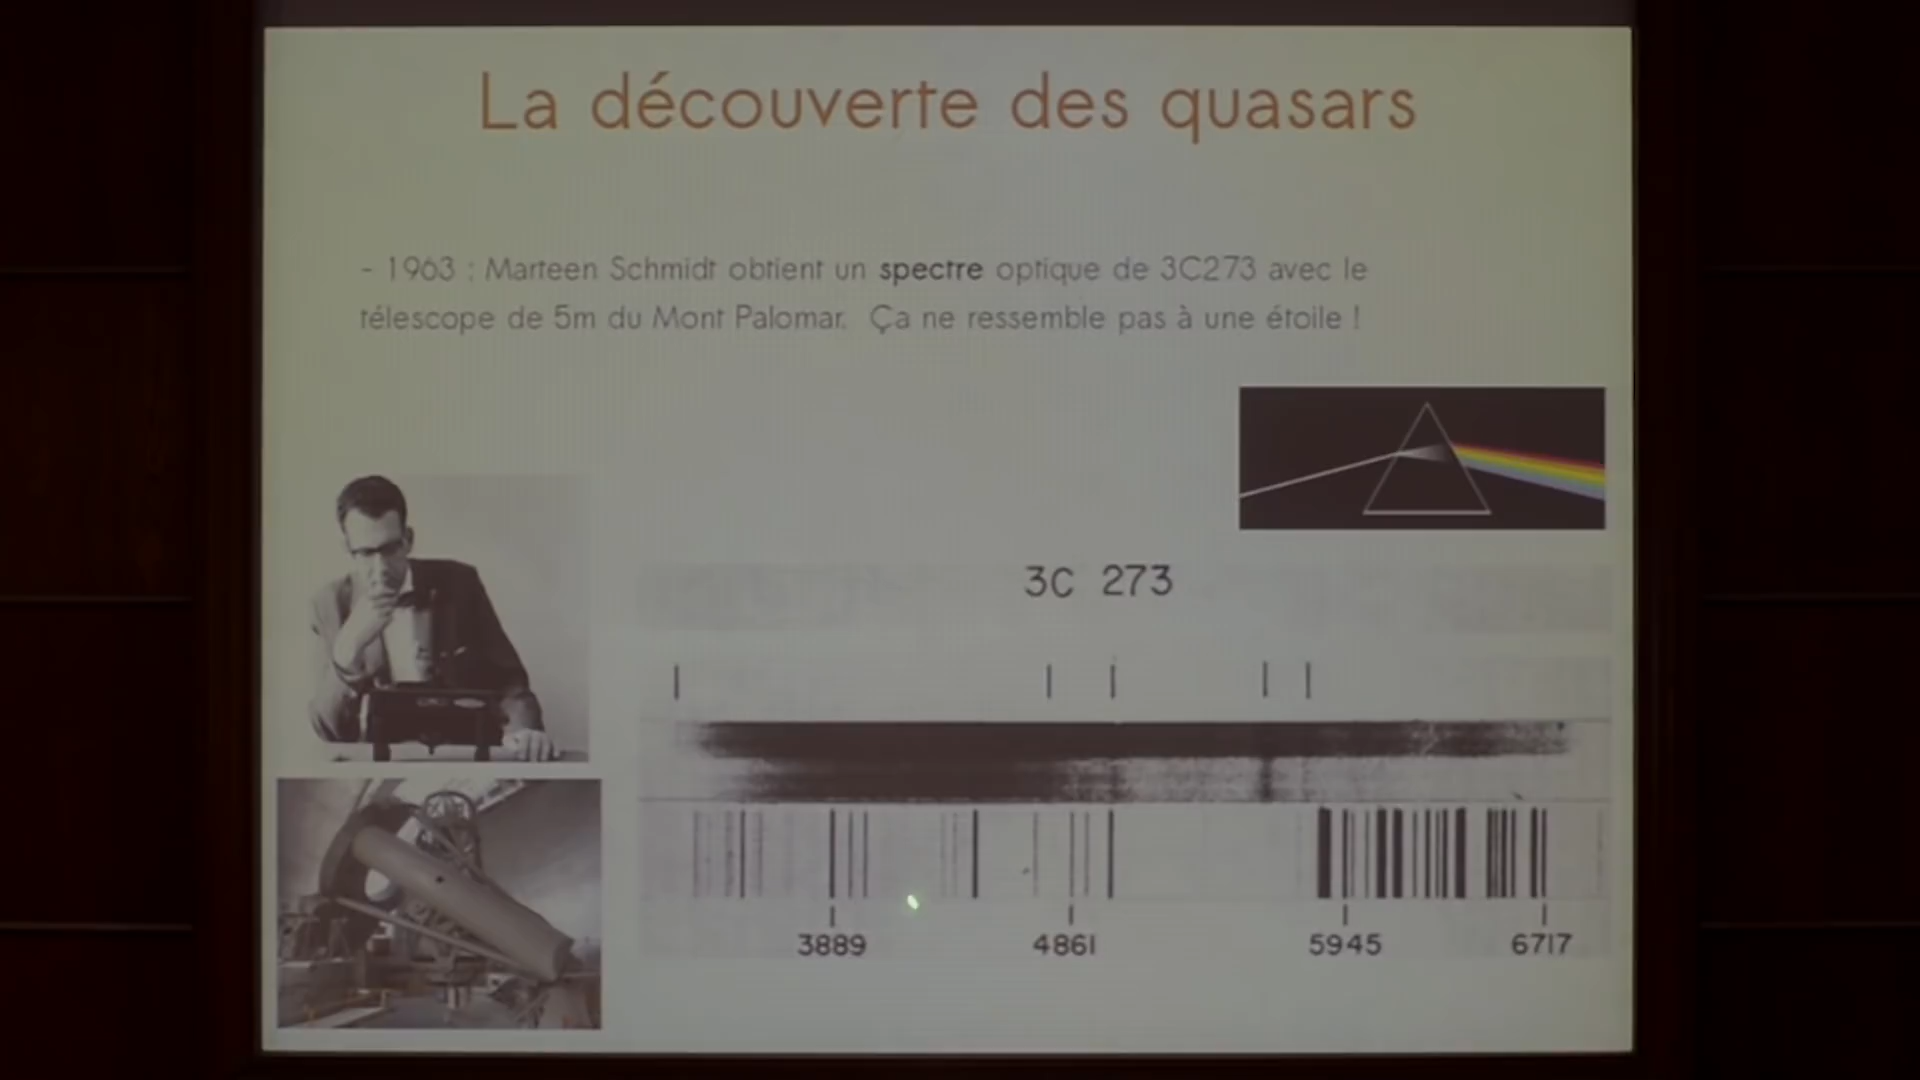 La découverte des quasars
- 1963 : Marteen Schmidt obtient un spectre optique de 3C273 avec le
télescope de 5m du Mont Palomar. Ça ne ressemble pas à une étoile !
3C 273
3889 4861 5945 6717